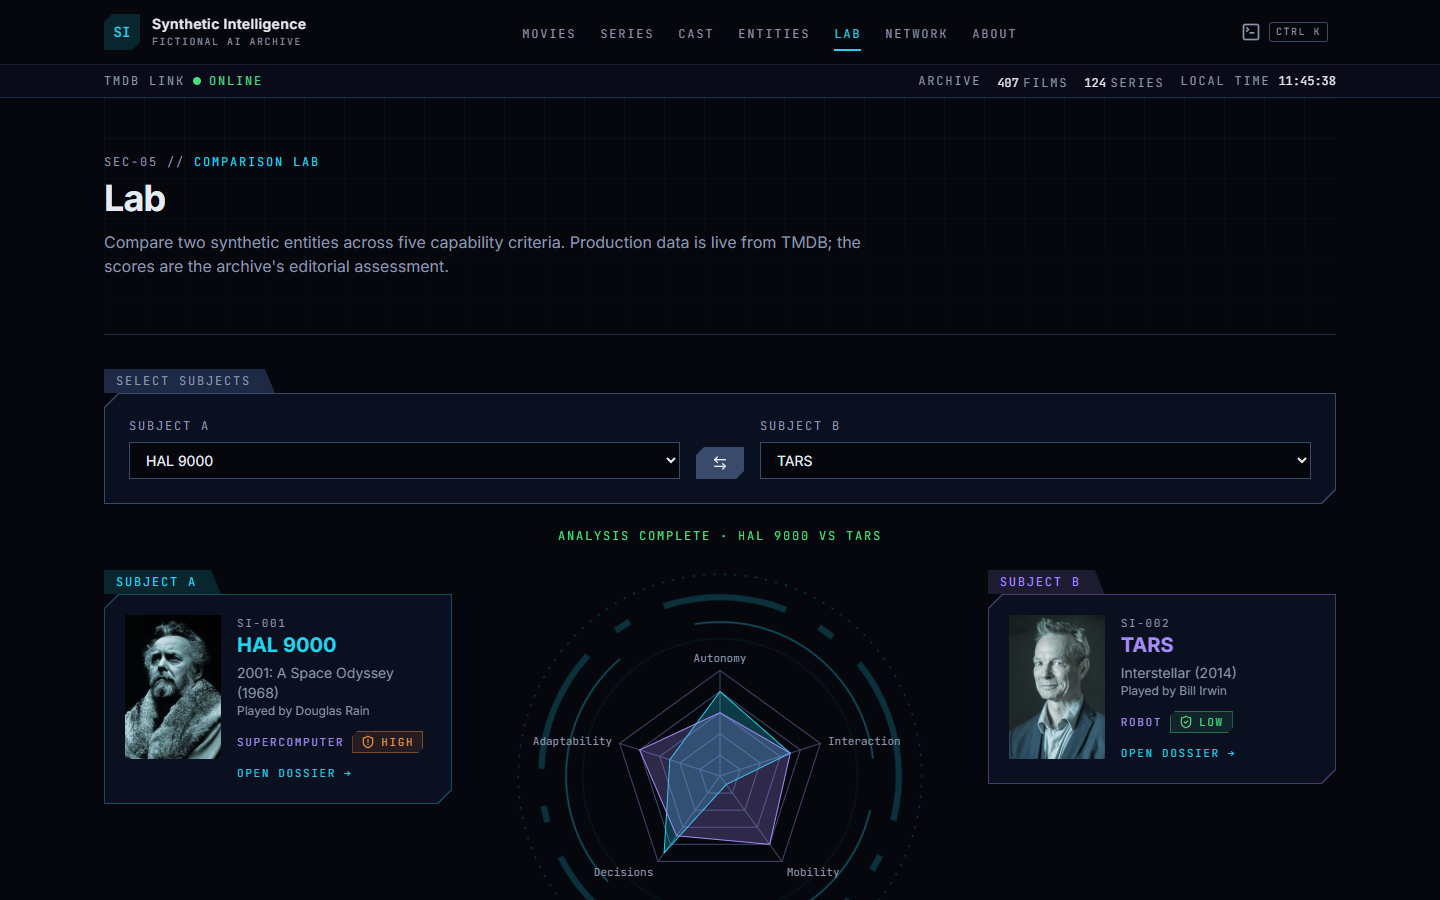 SI
Synthetic Intelligence
FICTIONAL AI ARCHIVE
MOVIES SERIES CAST ENTITIES LAB NETWORK ABOUT
CTRL K
TMDB LINK ONLINE
ARCHIVE 407 FILMS 124 SERIES LOCAL TIME 11:45:38
SEC-05 // COMPARISON LAB
Lab
Compare two synthetic entities across five capability criteria. Production data is live from TMDB; the
scores are the archive's editorial assessment.
SELECT SUBJECTS
SUBJECT A
HAL 9000
SUBJECT B
TARS
ANALYSIS COMPLETE · HAL 9000 VS TARS
SUBJECT A
SI-001
HAL 9000
2001: A Space Odyssey
(1968)
Played by Douglas Rain
SUPERCOMPUTER HIGH
OPEN DOSSIER →
Autonomy
Adaptability
Interaction
Decisions
Mobility
SUBJECT B
SI-002
TARS
Interstellar (2014)
Played by Bill Irwin
ROBOT LOW
OPEN DOSSIER →